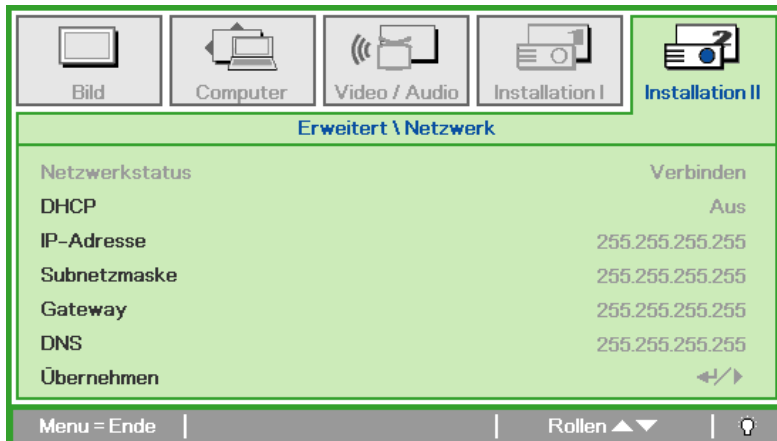 Bild
Computer
Video / Audio
Installation I
Installation II
Erweitert \ Netzwerk
Netzwerkstatus Verbinden
DHCP Aus
IP-Adresse 255.255.255.255
Subnetzmaske 255.255.255.255
Gateway 255.255.255.255
DNS 255.255.255.255
Übernehmen
Menu = Ende Rollen